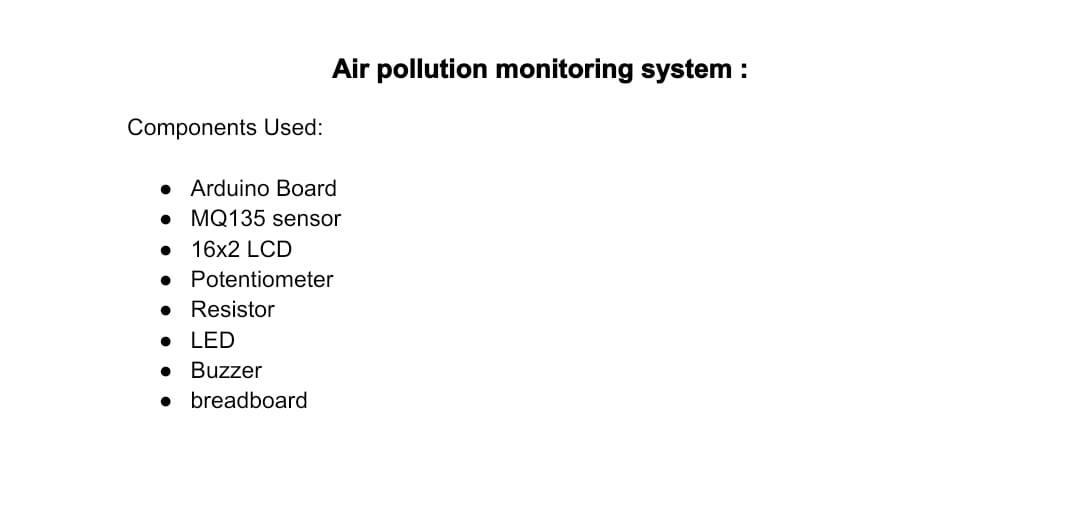 Air pollution monitoring system :
Components Used:
● Arduino Board
● MQ135 sensor
● 16x2 LCD
● Potentiometer
● Resistor
● LED
● Buzzer
● breadboard